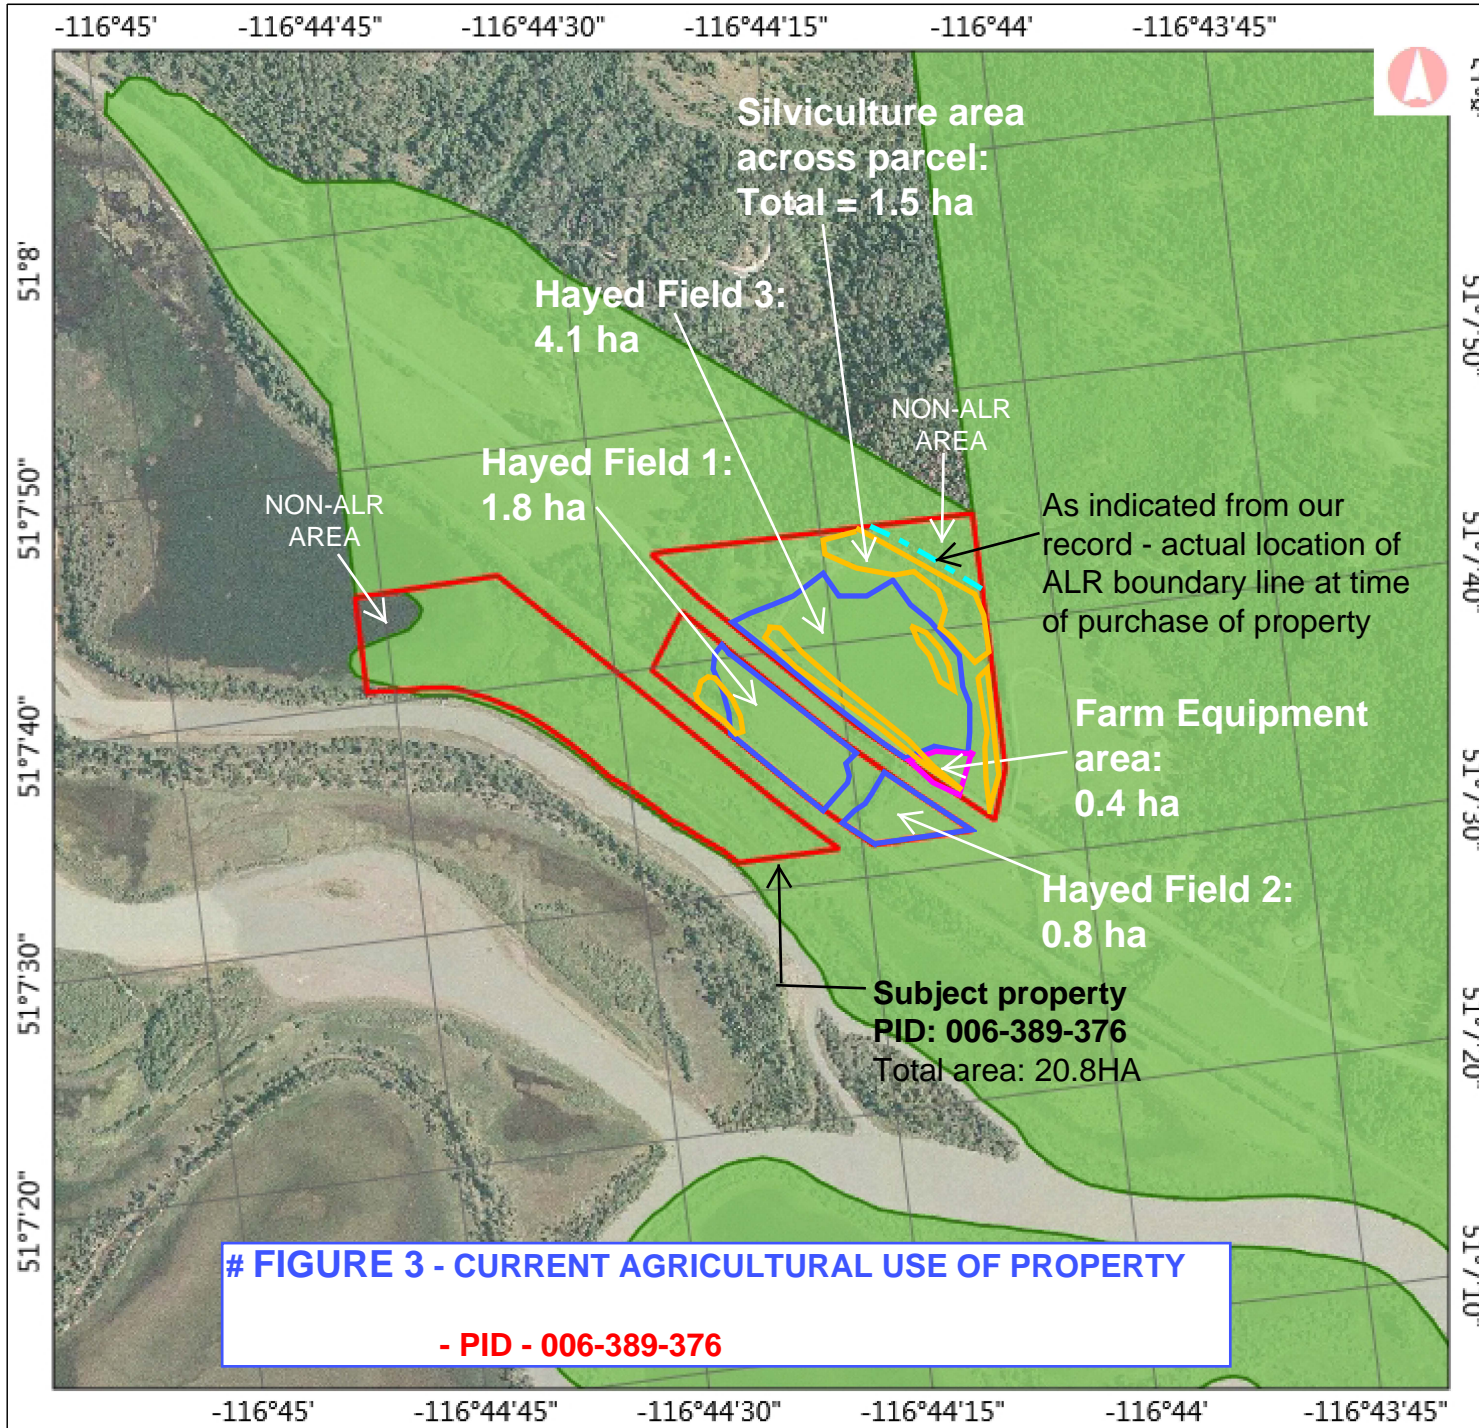 -116°45' -116°44'45" -116°44'30" -116°44'15" -116°44' -116°43'45"
Silviculture area
across parcel:
Total = 1.5 ha
51°8'
51°7'50"
51°7'40"
51°7'30"
51°7'20"
Hayed Field 3:
4.1 ha
NON-ALR
AREA
Hayed Field 1:
1.8 ha
NON-ALR
AREA
As indicated from our
record - actual location of
ALR boundary line at time
of purchase of property
Farm Equipment
area:
0.4 ha
Hayed Field 2:
0.8 ha
Subject property
PID: 006-389-376
Total area: 20.8HA
51°7'50"
51°7'40"
51°7'30"
51°7'20"
51°7'10"
# FIGURE 3 - CURRENT AGRICULTURAL USE OF PROPERTY
- PID - 006-389-376
-116°45' -116°44'45" -116°44'30" -116°44'15" -116°44' -116°43'45"